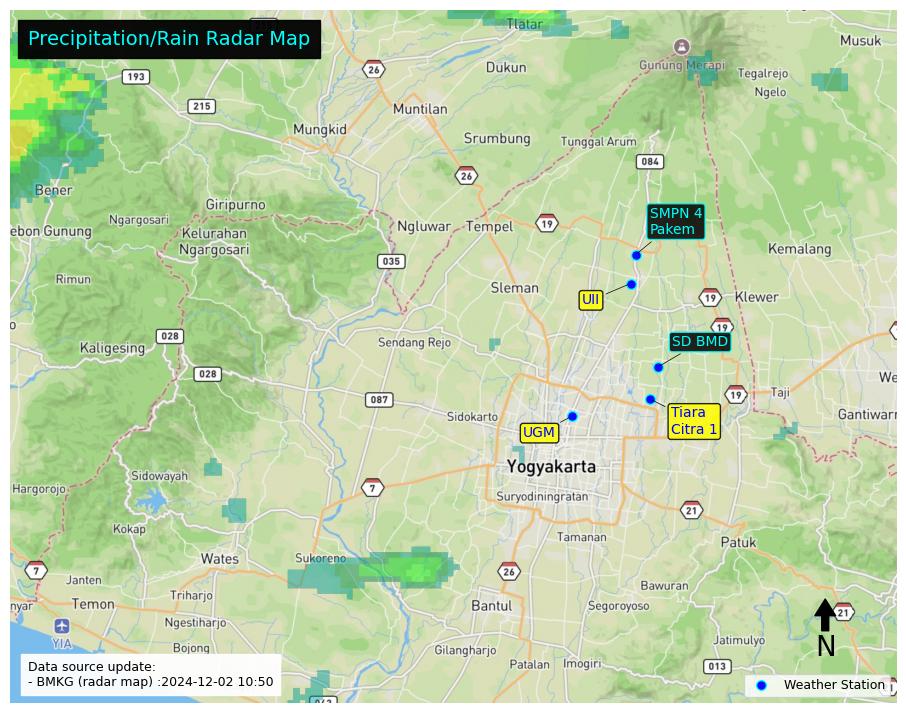 Precipitation/Rain Radar Map
Tlatar
Musuk
Gunung Merapi
Tegalrejo
Ngelo
Dukun
26
193
215
Muntilan
Mungkid
Srumbung
Tunggal Arum
084
26
Bener
Giripurno
Ngargosari
ebon Gunung
Kelurahan
Ngargosari
Ngluwar
Tempel
19
SMPN 4
Pakem
Kemalang
035
Rimun
Sleman
UII
19
Klewer
19
028
Kaligesing
Sendang Rejo
SD BMD
028
087
19
Taji
We
Sidokarto
Tiara
Citra 1
Gantiwarr
UGM
Yogyakarta
Sidowayah
Hargorojo
7
Suryodiningratan
21
Kokap
Tamanan
Patuk
Wates
Sukoreno
7
26
Janten
Bawuran
nyar
Temon
Triharjo
Bantul
Segoroyoso
21
YIA
Ngestiharjo
N
Bojong
Gilangharjo
Jatimulyo
Patalan
Imogiri
013
Data source update:
- BMKG (radar map) :2024-12-02 10:50
Weather Station